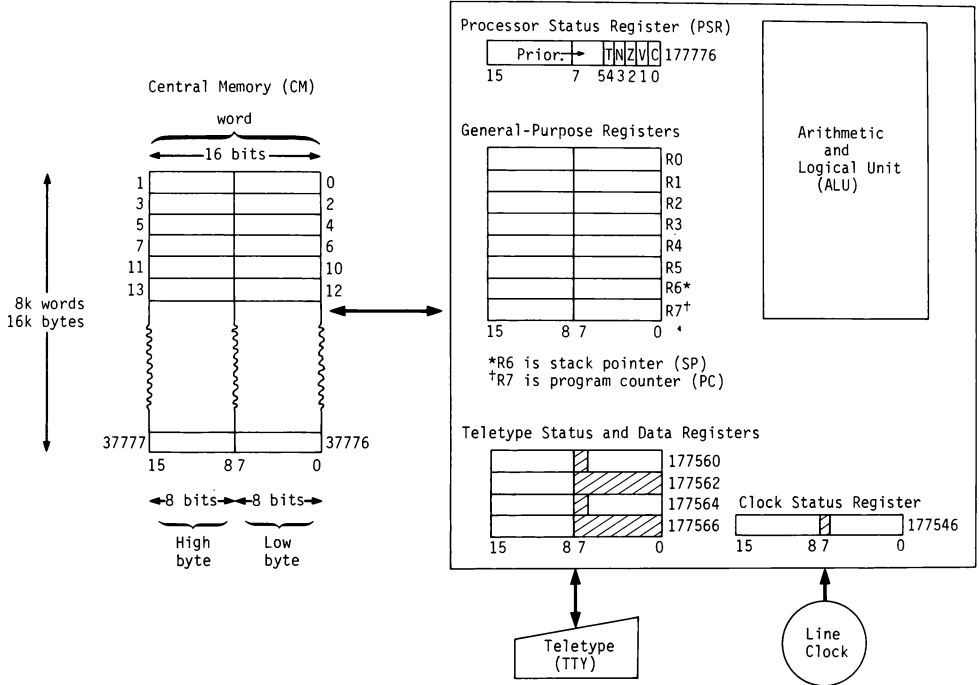 Central Memory (CM)
word
16 bits
1 0
3 2
5 4
7 6
11 10
13 12
8k words
16k bytes
37777 37776
15 8 7 0
8 bits 8 bits
High
byte
Low
byte
Processor Status Register (PSR)
Prior. T N Z V C 177776
15 7 5 4 3 2 1 0
General-Purpose Registers
R0
R1
R2
R3
R4
R5
R6*
R7†
15 8 7 0
*R6 is stack pointer (SP)
†R7 is program counter (PC)
Arithmetic
and
Logical Unit
(ALU)
Teletype Status and Data Registers
177560
177562
177564
177566
15 8 7 0
Clock Status Register
177546
15 8 7 0
Teletype
(TTY)
Line
Clock